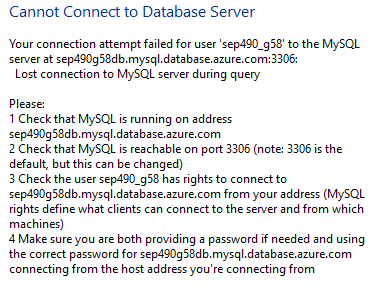 Cannot Connect to Database Server
Your connection attempt failed for user 'sep490_g58' to the MySQL
server at sep490g58db.mysql.database.azure.com:3306:
Lost connection to MySQL server during query
Please:
1 Check that MySQL is running on address
sep490g58db.mysql.database.azure.com
2 Check that MySQL is reachable on port 3306 (note: 3306 is the
default, but this can be changed)
3 Check the user sep490_g58 has rights to connect to
sep490g58db.mysql.database.azure.com from your address (MySQL
rights define what clients can connect to the server and from which
machines)
4 Make sure you are both providing a password if needed and using
the correct password for sep490g58db.mysql.database.azure.com
connecting from the host address you're connecting from